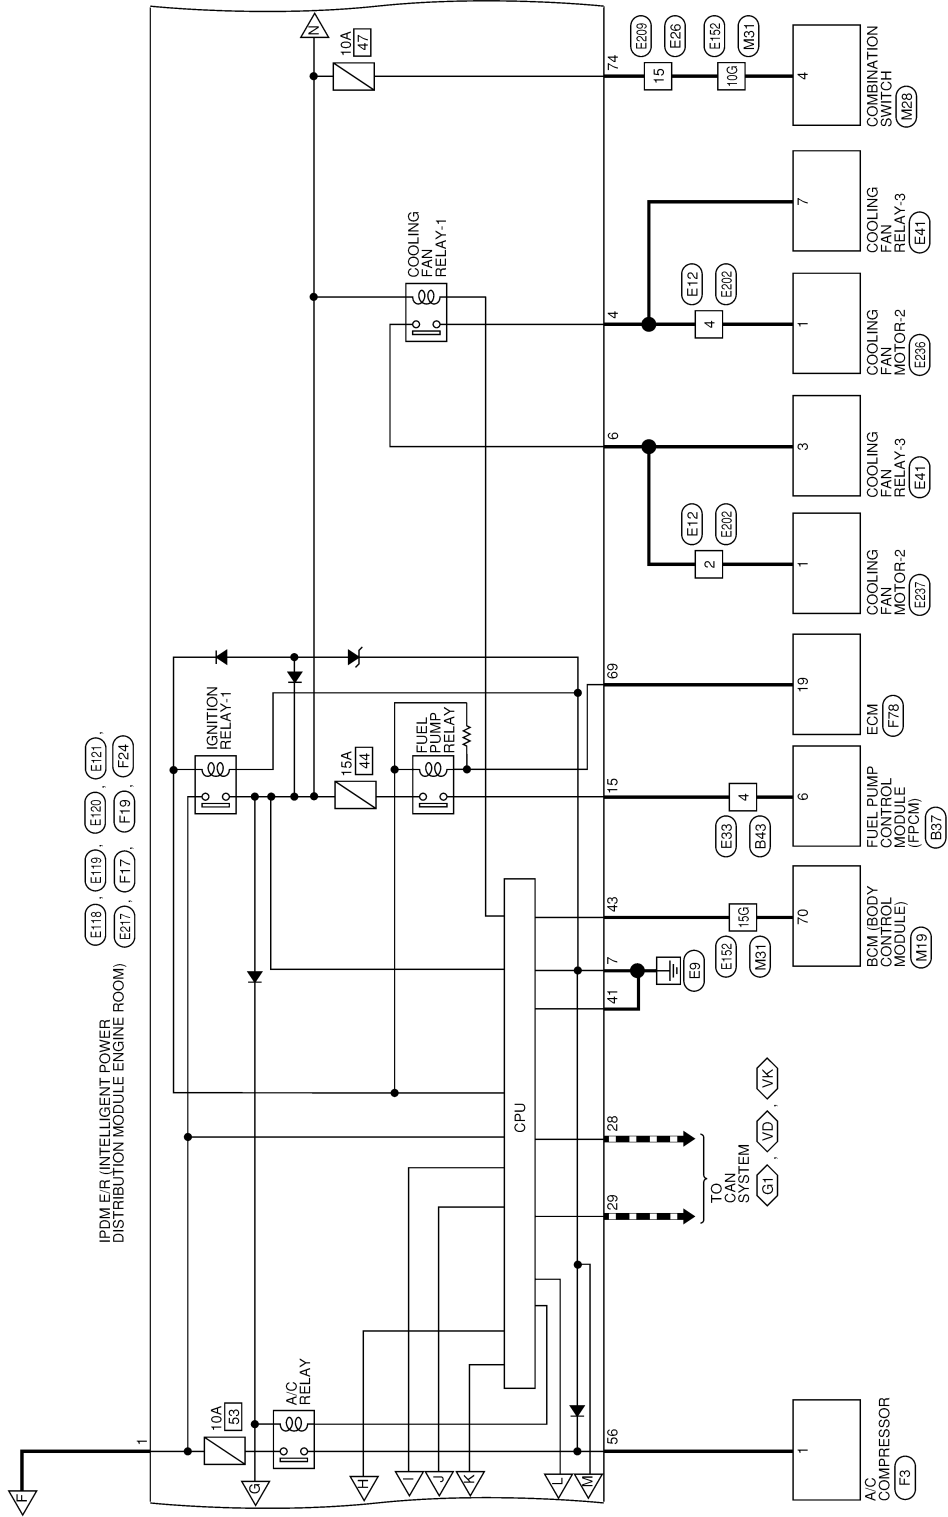 F
1
IPDM E/R (INTELLIGENT POWER
DISTRIBUTION MODULE ENGINE ROOM)
E118 , E119 , E120 , E121 ,
E217 , F17 , F19 , F24
10A
53
G
A/C
RELAY
H
I
J
K
L
M
N
IGNITION
RELAY-1
15A
44
FUEL
PUMP
RELAY
COOLING
FAN
RELAY-1
10A
47
CPU
56
29
28
41
7
43
15
69
6
4
74
TO
CAN
SYSTEM
G1 , VD , VK
E9
E152
M31
15G
E33
B43
4
2
E12
E202
4
E12
E202
15
E209
E26
10G
E152
M31
1
A/C
COMPRESSOR
F3
70
BCM (BODY
CONTROL
MODULE)
M19
6
FUEL PUMP
CONTROL
MODULE
(FPCM)
B37
19
ECM
F78
1
COOLING
FAN
MOTOR-2
E237
3
COOLING
FAN
RELAY-3
E41
1
COOLING
FAN
MOTOR-2
E236
7
COOLING
FAN
RELAY-3
E41
4
COMBINATION
SWITCH
M28